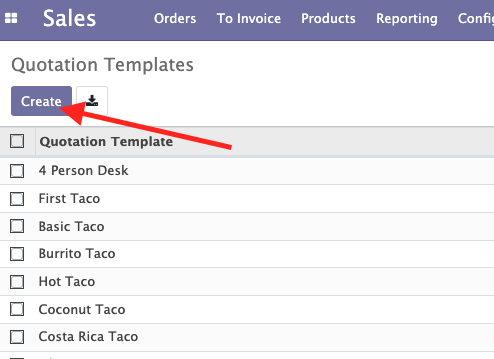 Sales Orders To Invoice Products Reporting Config
Quotation Templates
Create
Quotation Template
4 Person Desk
First Taco
Basic Taco
Burrito Taco
Hot Taco
Coconut Taco
Costa Rica Taco